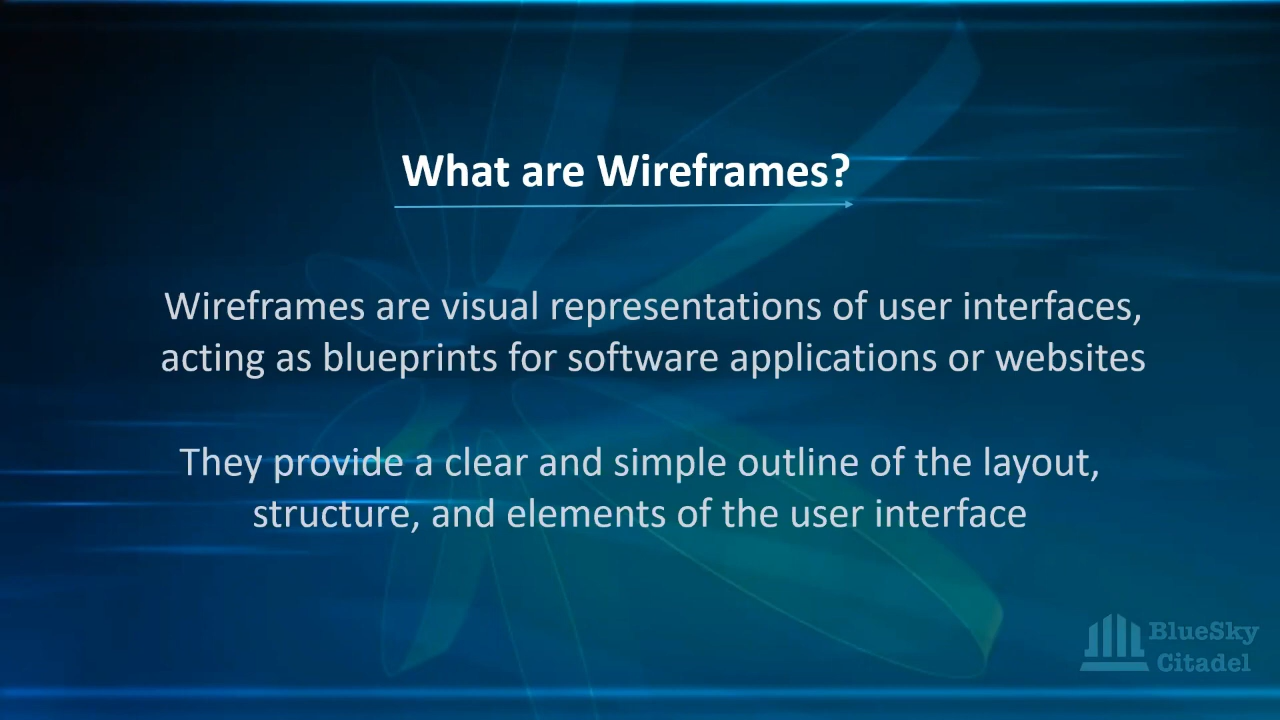 What are Wireframes?
Wireframes are visual representations of user interfaces,
acting as blueprints for software applications or websites
They provide a clear and simple outline of the layout,
structure, and elements of the user interface
BlueSky
Citadel